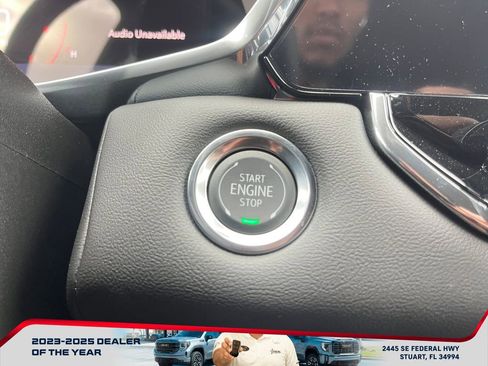 Audio Unavailable
H
START
ENGINE
STOP
2023-2025 DEALER
OF THE YEAR
2445 SE FEDERAL HWY
STUART, FL 34994